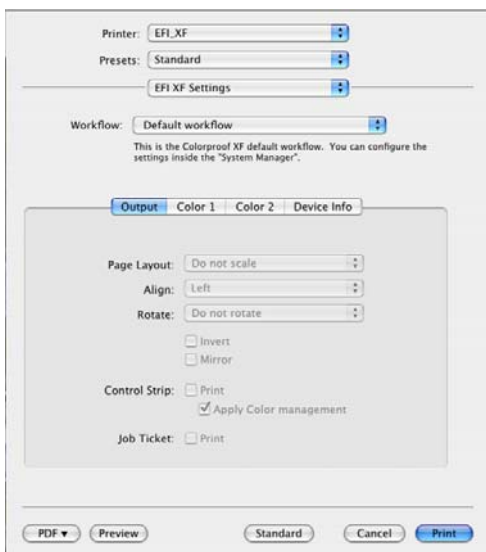 Printer: EFI_XF
Presets: Standard
EFI XF Settings
Workflow: Default workflow
This is the Colorproof XF default workflow. You can configure the
settings inside the "System Manager".
Output Color 1 Color 2 Device Info
Page Layout: Do not scale
Align: Left
Rotate: Do not rotate
Invert
Mirror
Control Strip: Print
Apply Color management
Job Ticket: Print
PDF Preview Standard Cancel Print